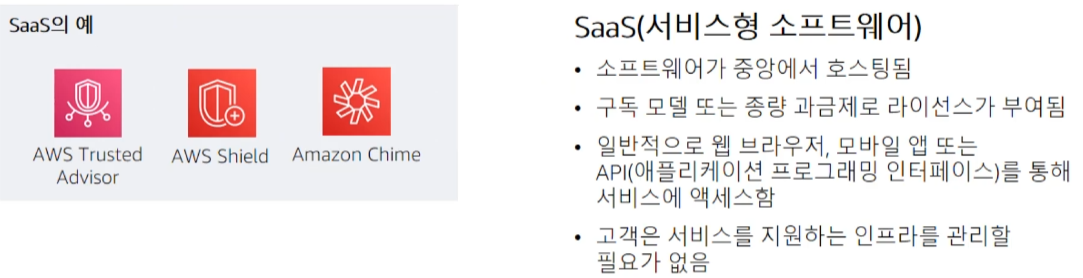 SaaS의 예
AWS Trusted
Advisor
AWS Shield
Amazon Chime
SaaS(서비스형 소프트웨어)
• 소프트웨어가 중앙에서 호스팅됨
• 구독 모델 또는 종량 과금제로 라이선스가 부여됨
• 일반적으로 웹 브라우저, 모바일 앱 또는
API(애플리케이션 프로그래밍 인터페이스)를 통해
서비스에 액세스함
• 고객은 서비스를 지원하는 인프라를 관리할
필요가 없음